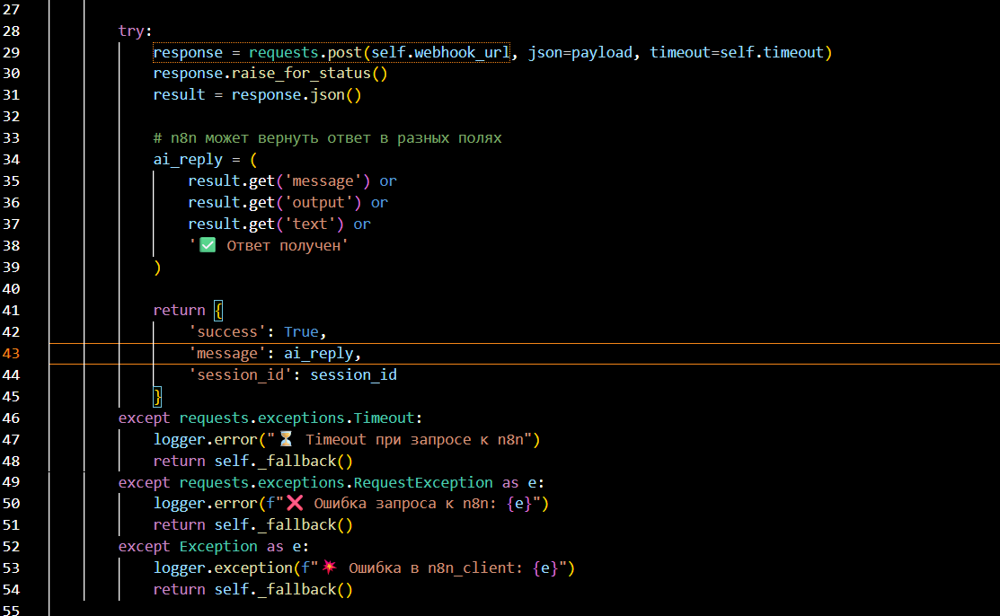 27
28 try:
29 response = requests.post(self.webhook_url, json=payload, timeout=self.timeout)
30 response.raise_for_status()
31 result = response.json()
32
33 # n8n может вернуть ответ в разных полях
34 ai_reply = (
35 result.get('message') or
36 result.get('output') or
37 result.get('text') or
38 '✅ Ответ получен'
39 )
40
41 return {
42 'success': True,
43 'message': ai_reply,
44 'session_id': session_id
45 }
46 except requests.exceptions.Timeout:
47 logger.error("⏳ Timeout при запросе к n8n")
48 return self._fallback()
49 except requests.exceptions.RequestException as e:
50 logger.error(f"❌ Ошибка запроса к n8n: {e}")
51 return self._fallback()
52 except Exception as e:
53 logger.exception(f"💥 Ошибка в n8n_client: {e}")
54 return self._fallback()
55